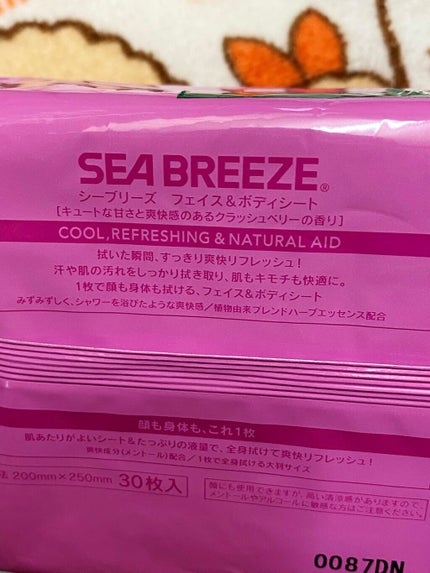 SEA BREEZE®
シーブリーズ フェイス&ボディシート
[キュートな甘さと爽快感のあるクラッシュベリーの香り]
COOL, REFRESHING & NATURAL AID
拭いた瞬間、すっきり爽快リフレッシュ!
汗や肌の汚れをしっかり拭き取り、肌もキモチも快適に。
1枚で顔も身体も拭ける、フェイス&ボディシート
みずみずしく、シャワーを浴びたような爽快感/植物由来ブレンドハーブエッセンス配合
顔も身体も、これ1枚
肌あたりがよいシート&たっぷりの液量で、全身拭けて爽快リフレッシュ!
爽快成分(メントール)配合/1枚で全身拭ける大判サイズ
200mm×250mm 30枚入
顔にも使用できますが、高い清涼感がありますので、
メントールやアルコールに敏感な方はご注意ください。
0087DN